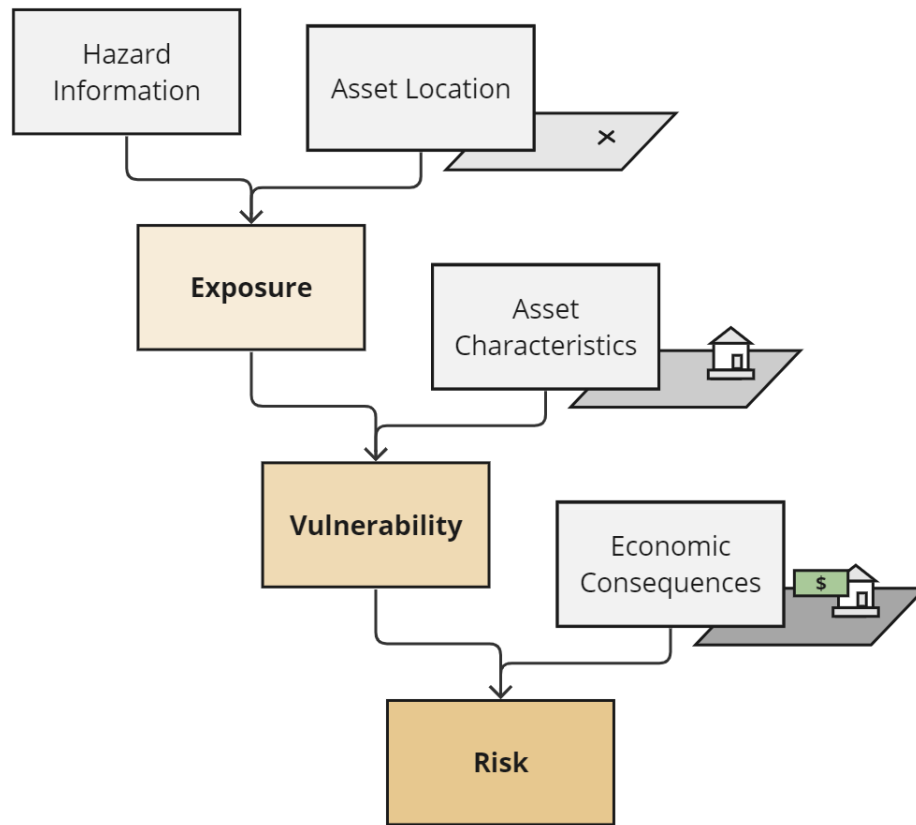 Hazard
Information
Asset Location
Exposure
Asset
Characteristics
Vulnerability
Economic
Consequences
$
Risk